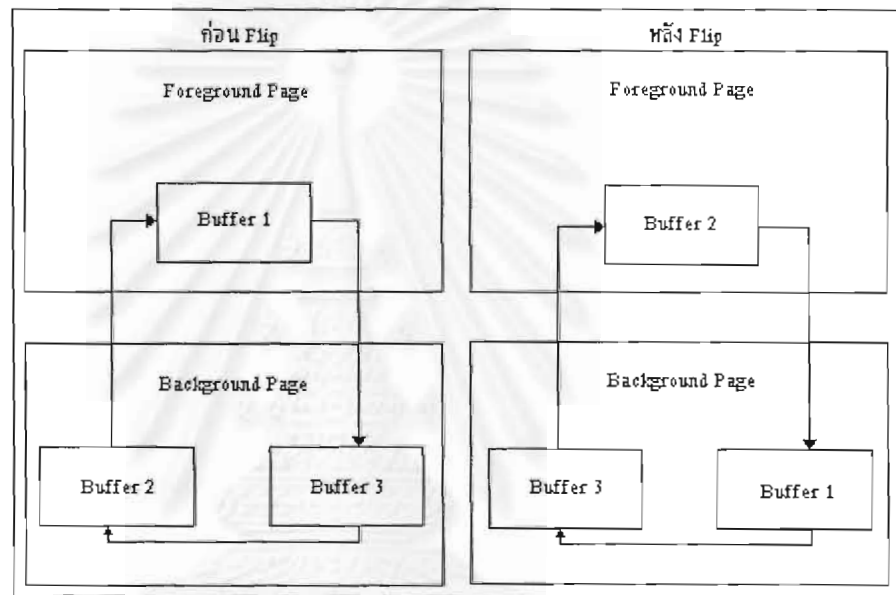 ก่อน Flip
Foreground Page
Buffer 1
Background Page
Buffer 2
Buffer 3
หลัง Flip
Foreground Page
Buffer 2
Background Page
Buffer 3
Buffer 1